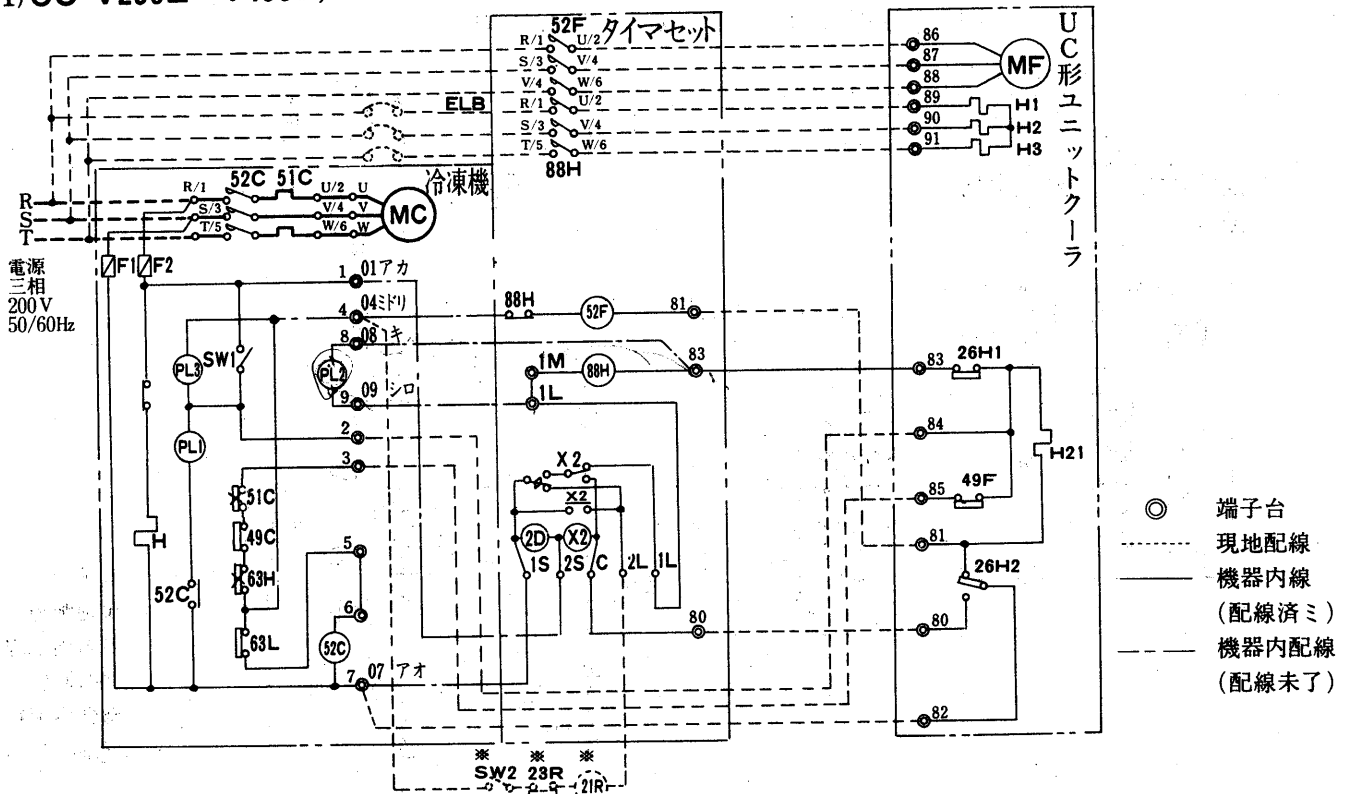 52F タイマセット
R/1 U/2
S/3 V/4
V/4 W/6
ELB R/1 U/2
S/3 V/4
T/5 W/6
88H
UC形ユニットクーラ
86
87
88
MF
89 H1
90 H2
91 H3
冷凍機
52C 51C
R/1 U/2 U
S/3 V/4 V
T/5 W/6 W
MC
R
S
T
電源
三相
200V
50/60Hz
F1 F2
1 01アカ
4 04ミドリ
8 08 キ
PL2
9 09 シロ
2
3
5
6
7 07 アオ
PL3 SW1
PL1
51C
49C
63H
63L
H
52C
52C
88H 52F 81
83
1M 88H
1L
X2
X2
2D X2
1S 2S C 2L 1L
80
83 26H1
84
H21
85 49F
81
26H2
80
82
※ ※ ※
SW2 23R 21R
端子台
現地配線
機器内線
(配線済ミ)
機器内配線
(配線未了)